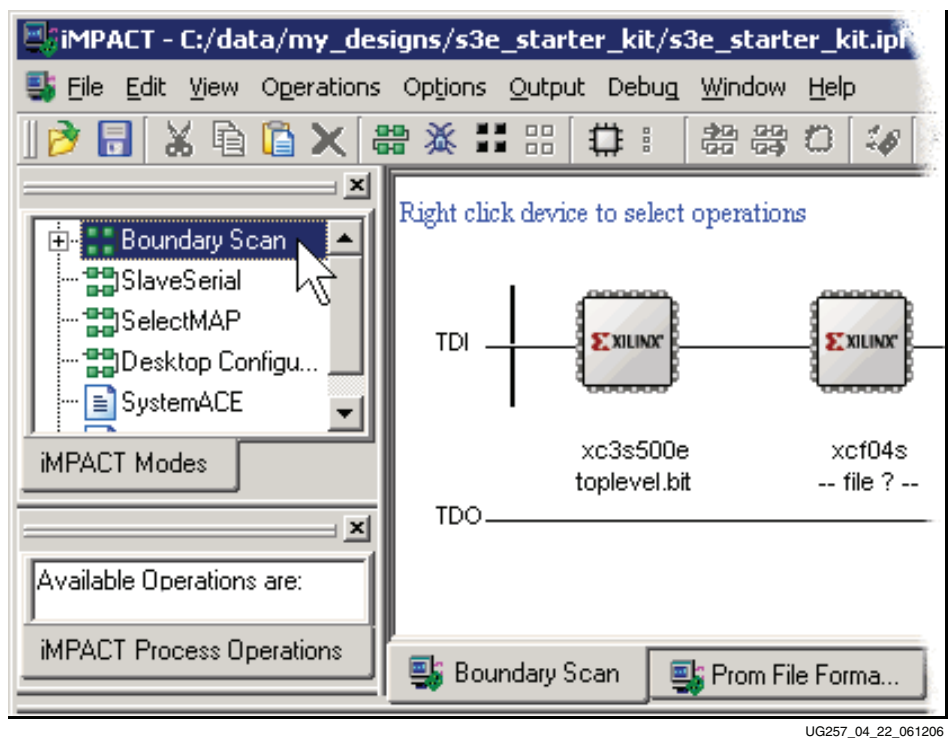 iMPACT - C:/data/my_designs/s3e_starter_kit/s3e_starter_kit.ipf
File Edit View Operations Options Output Debug Window Help
Boundary Scan
SlaveSerial
SelectMAP
Desktop Configu...
SystemACE
iMPACT Modes
Available Operations are:
iMPACT Process Operations
Right click device to select operations
TDI
XILINX
XILINX
xc3s500e
xcf04s
toplevel.bit
-- file ? --
TDO
Boundary Scan
Prom File Forma...
UG257_04_22_061206